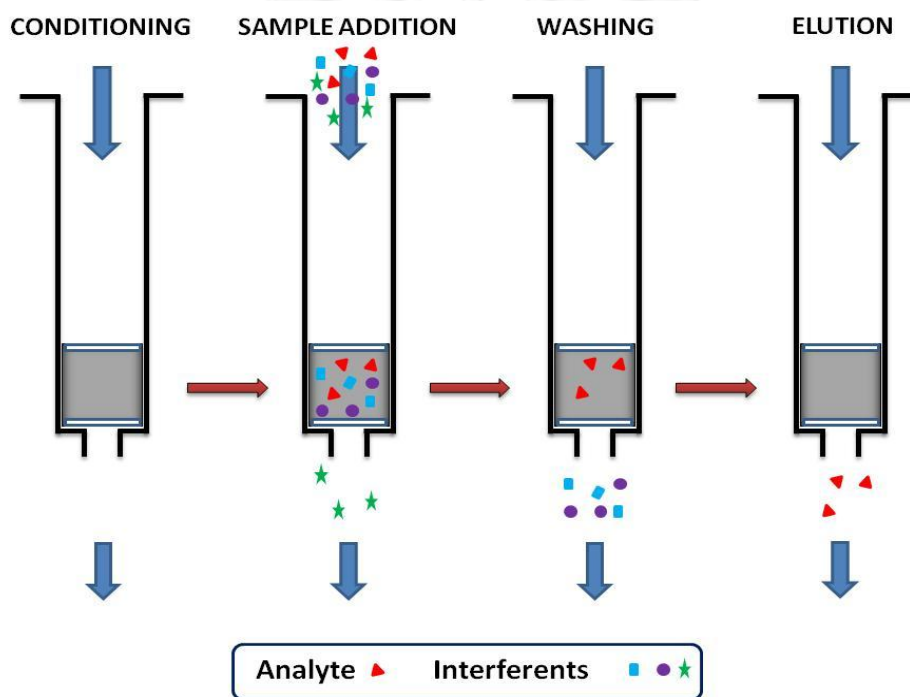 CONDITIONING SAMPLE ADDITION WASHING ELUTION
Analyte Interferents